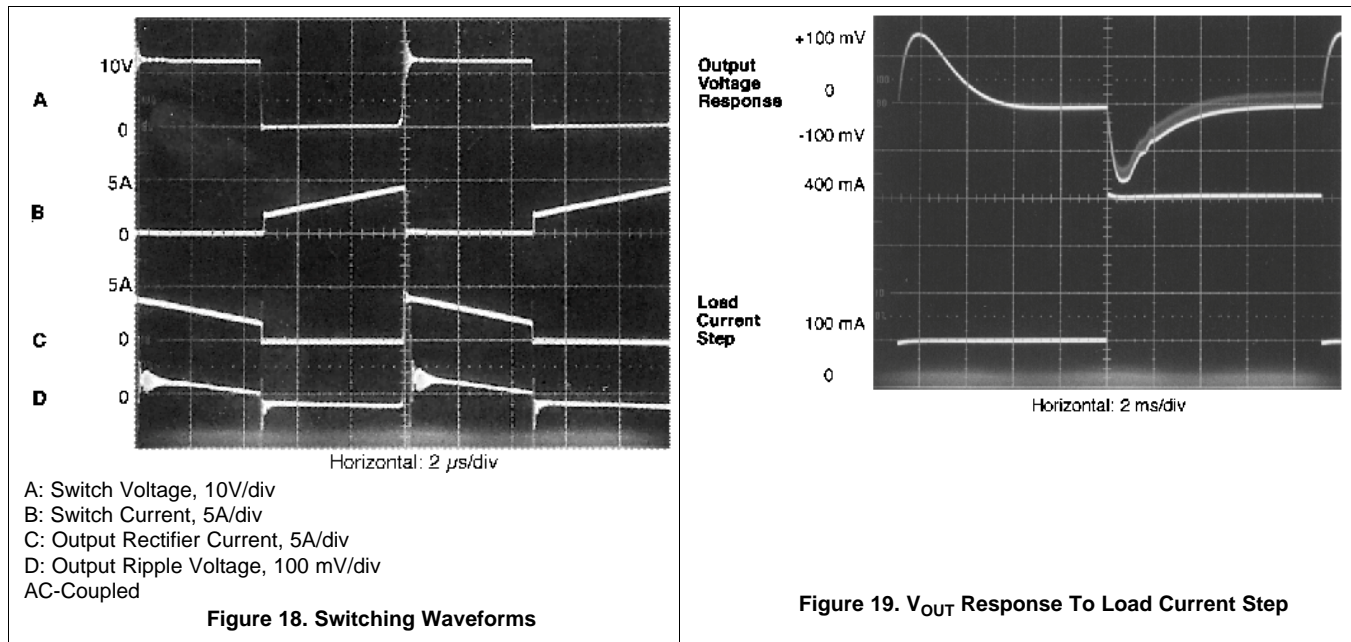 10V
A
0
5A
B
0
5A
C
0
D
0
Horizontal: 2 µs/div
A: Switch Voltage, 10V/div
B: Switch Current, 5A/div
C: Output Rectifier Current, 5A/div
D: Output Ripple Voltage, 100 mV/div
AC-Coupled
Figure 18. Switching Waveforms
+100 mV
Output
Voltage
Response
0
-100 mV
400 mA
Load
Current
Step
100 mA
0
Horizontal: 2 ms/div
Figure 19. VOUT Response To Load Current Step